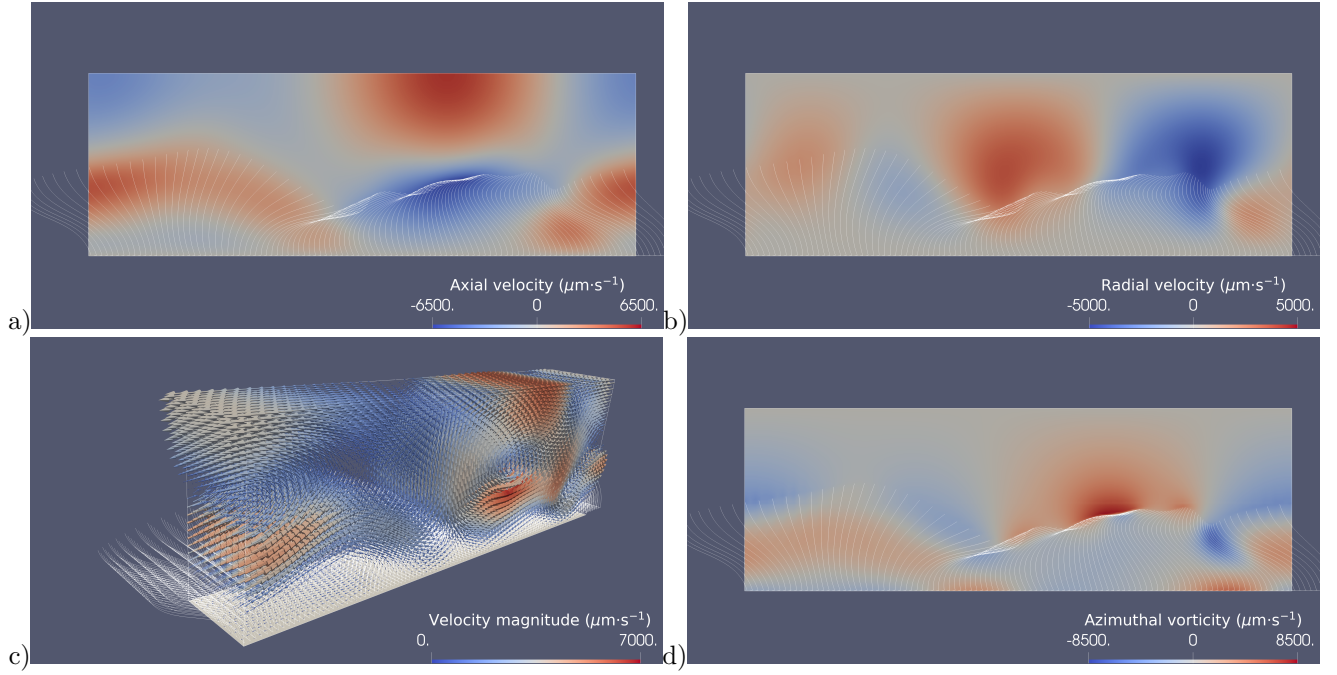 Axial velocity (μm·s⁻¹)
-6500. 0 6500.
a)
Radial velocity (μm·s⁻¹)
-5000. 0 5000.
b)
Velocity magnitude (μm·s⁻¹)
0. 7000.
c)
Azimuthal vorticity (μm·s⁻¹)
-8500. 0 8500.
d)